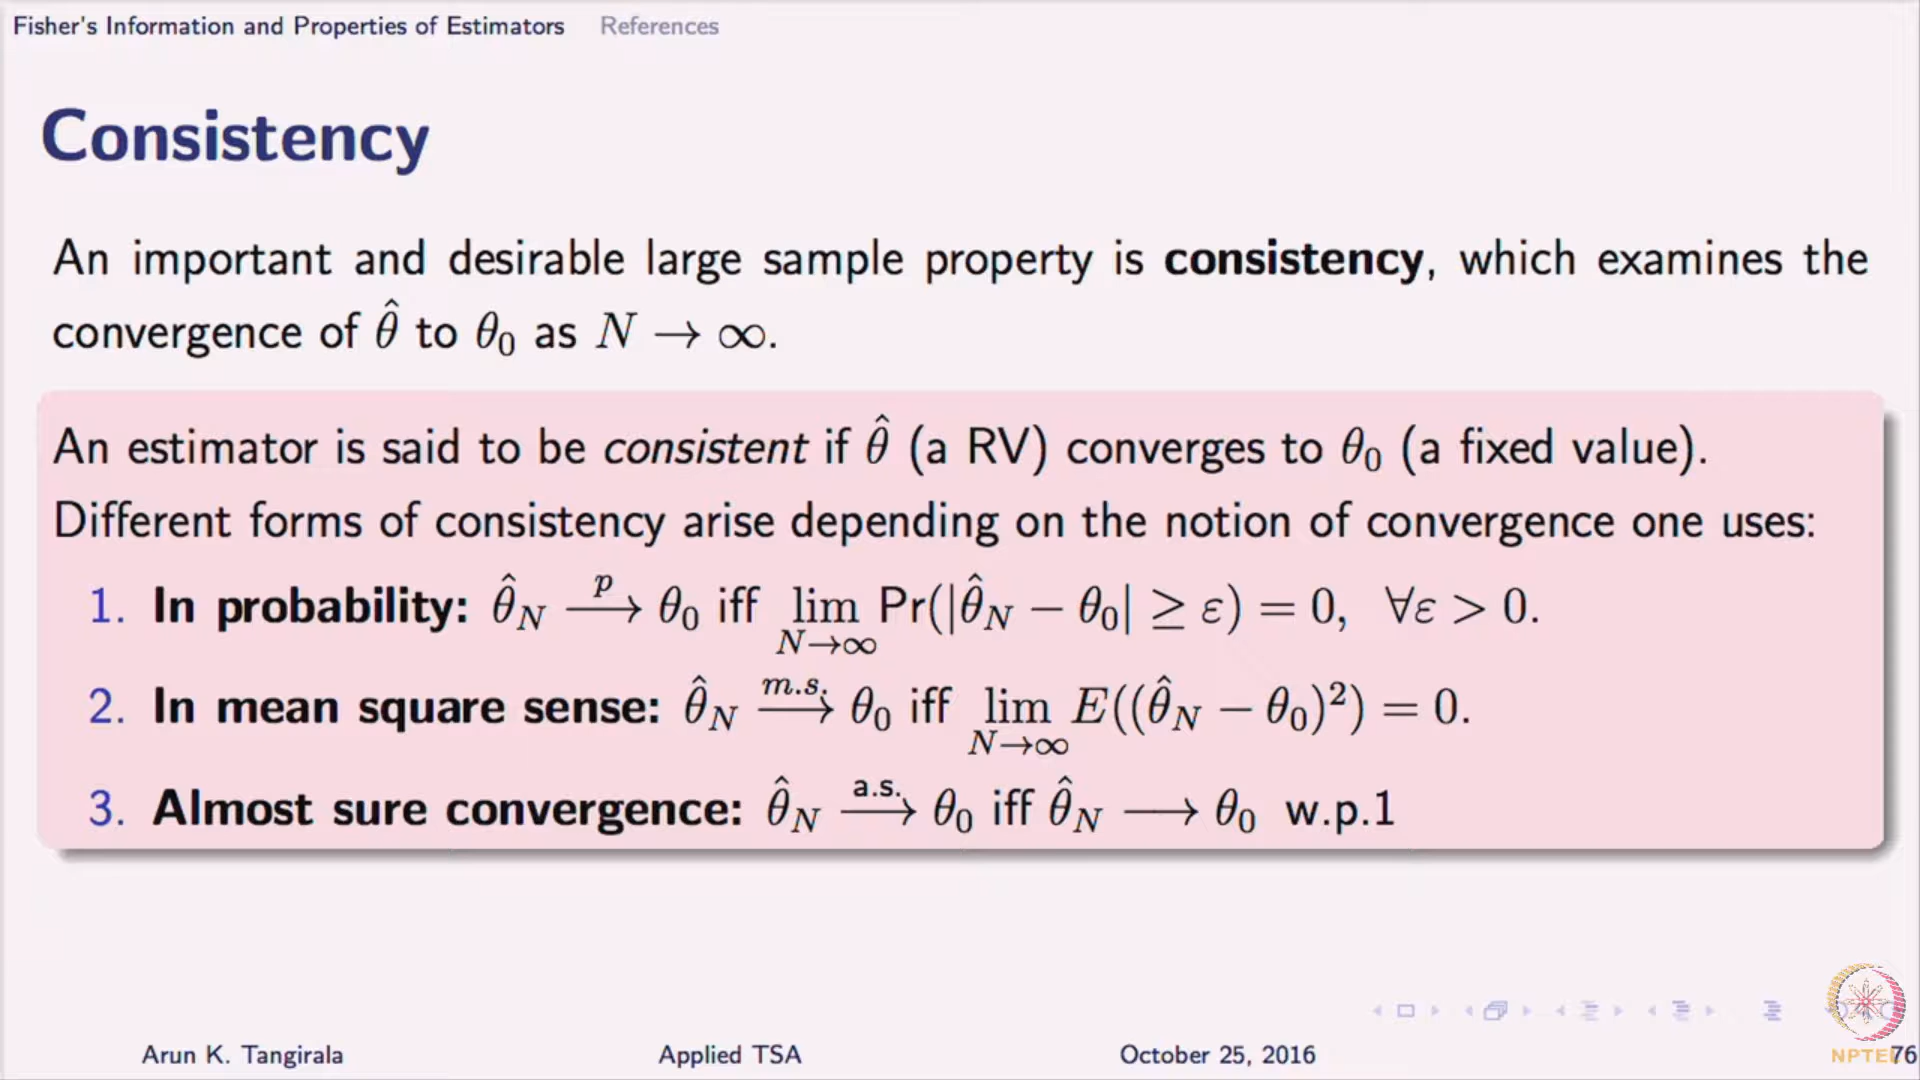 Fisher's Information and Properties of Estimators References
Consistency
An important and desirable large sample property is consistency, which examines the
convergence of θ̂ to θ₀ as N → ∞.
An estimator is said to be consistent if θ̂ (a RV) converges to θ₀ (a fixed value).
Different forms of consistency arise depending on the notion of convergence one uses:
1. In probability: θ̂_N —p→ θ₀ iff lim_{N→∞} Pr(|θ̂_N − θ₀| ≥ ε) = 0, ∀ε > 0.
2. In mean square sense: θ̂_N —m.s.→ θ₀ iff lim_{N→∞} E((θ̂_N − θ₀)²) = 0.
3. Almost sure convergence: θ̂_N —a.s.→ θ₀ iff θ̂_N ⟶ θ₀ w.p.1
Arun K. Tangirala Applied TSA October 25, 2016 76
NPTEL